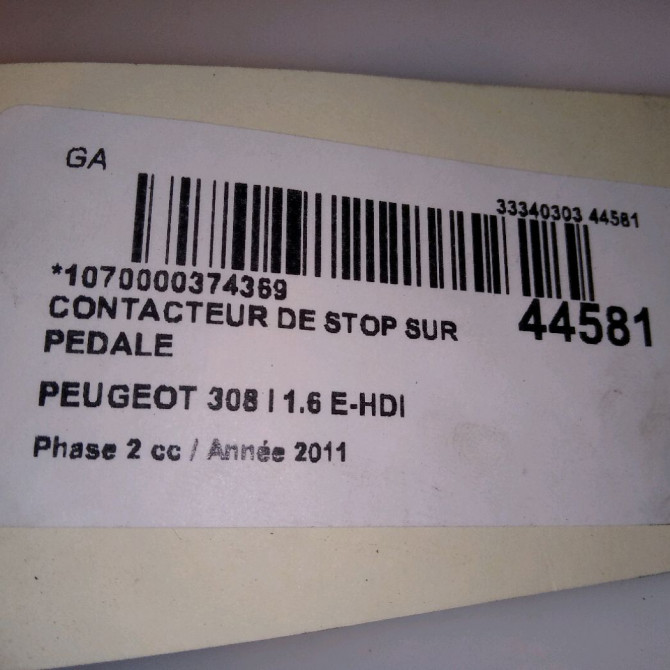 GA
33340303 44581
*1070000374369
CONTACTEUR DE STOP SUR
PEDALE
44581
PEUGEOT 308 I 1.6 E-HDI
Phase 2 cc / Année 2011